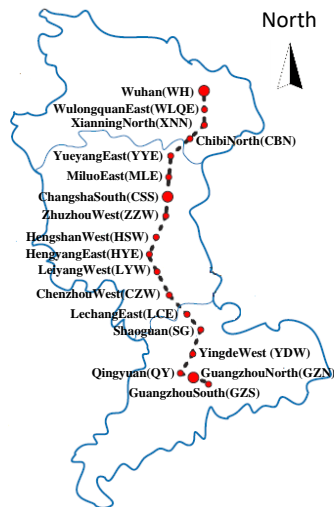 North
Wuhan(WH)
WulongquanEast(WLQE)
XianningNorth(XNN)
ChibiNorth(CBN)
YueyangEast(YYE)
MiluoEast(MLE)
ChangshaSouth(CSS)
ZhuzhouWest(ZZW)
HengshanWest(HSW)
HengyangEast(HYE)
LeiyangWest(LYW)
ChenzhouWest(CZW)
LechangEast(LCE)
Shaoguan(SG)
YingdeWest (YDW)
Qingyuan(QY)
GuangzhouNorth(GZN)
GuangzhouSouth(GZS)